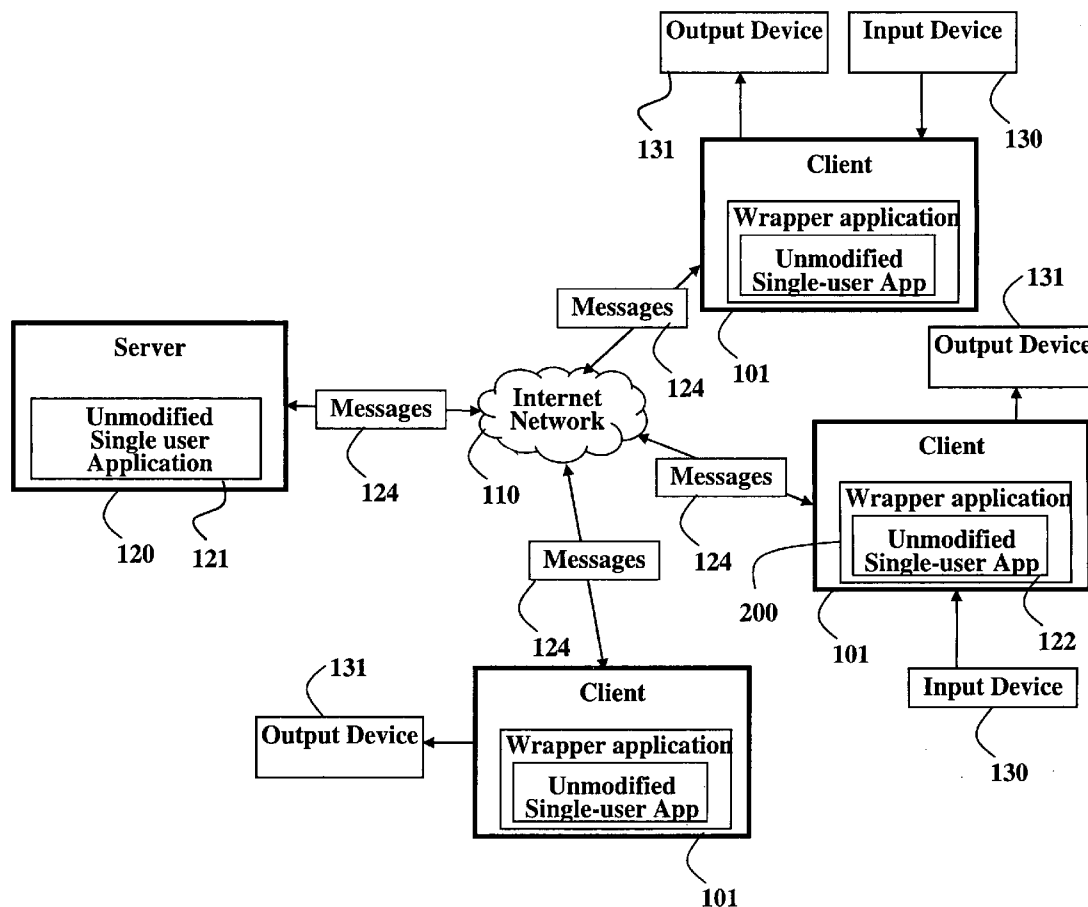 Output Device
Input Device
131
130
Client
Wrapper application
Unmodified
Single-user App
131
Output Device
Messages
124
101
Server
Unmodified
Single user
Application
Messages
Internet
Network
124
110
120
121
Client
Messages
Wrapper application
Unmodified
Single-user App
124
200
122
101
Messages
124
Input Device
130
131
Client
Output Device
Wrapper application
Unmodified
Single-user App
101